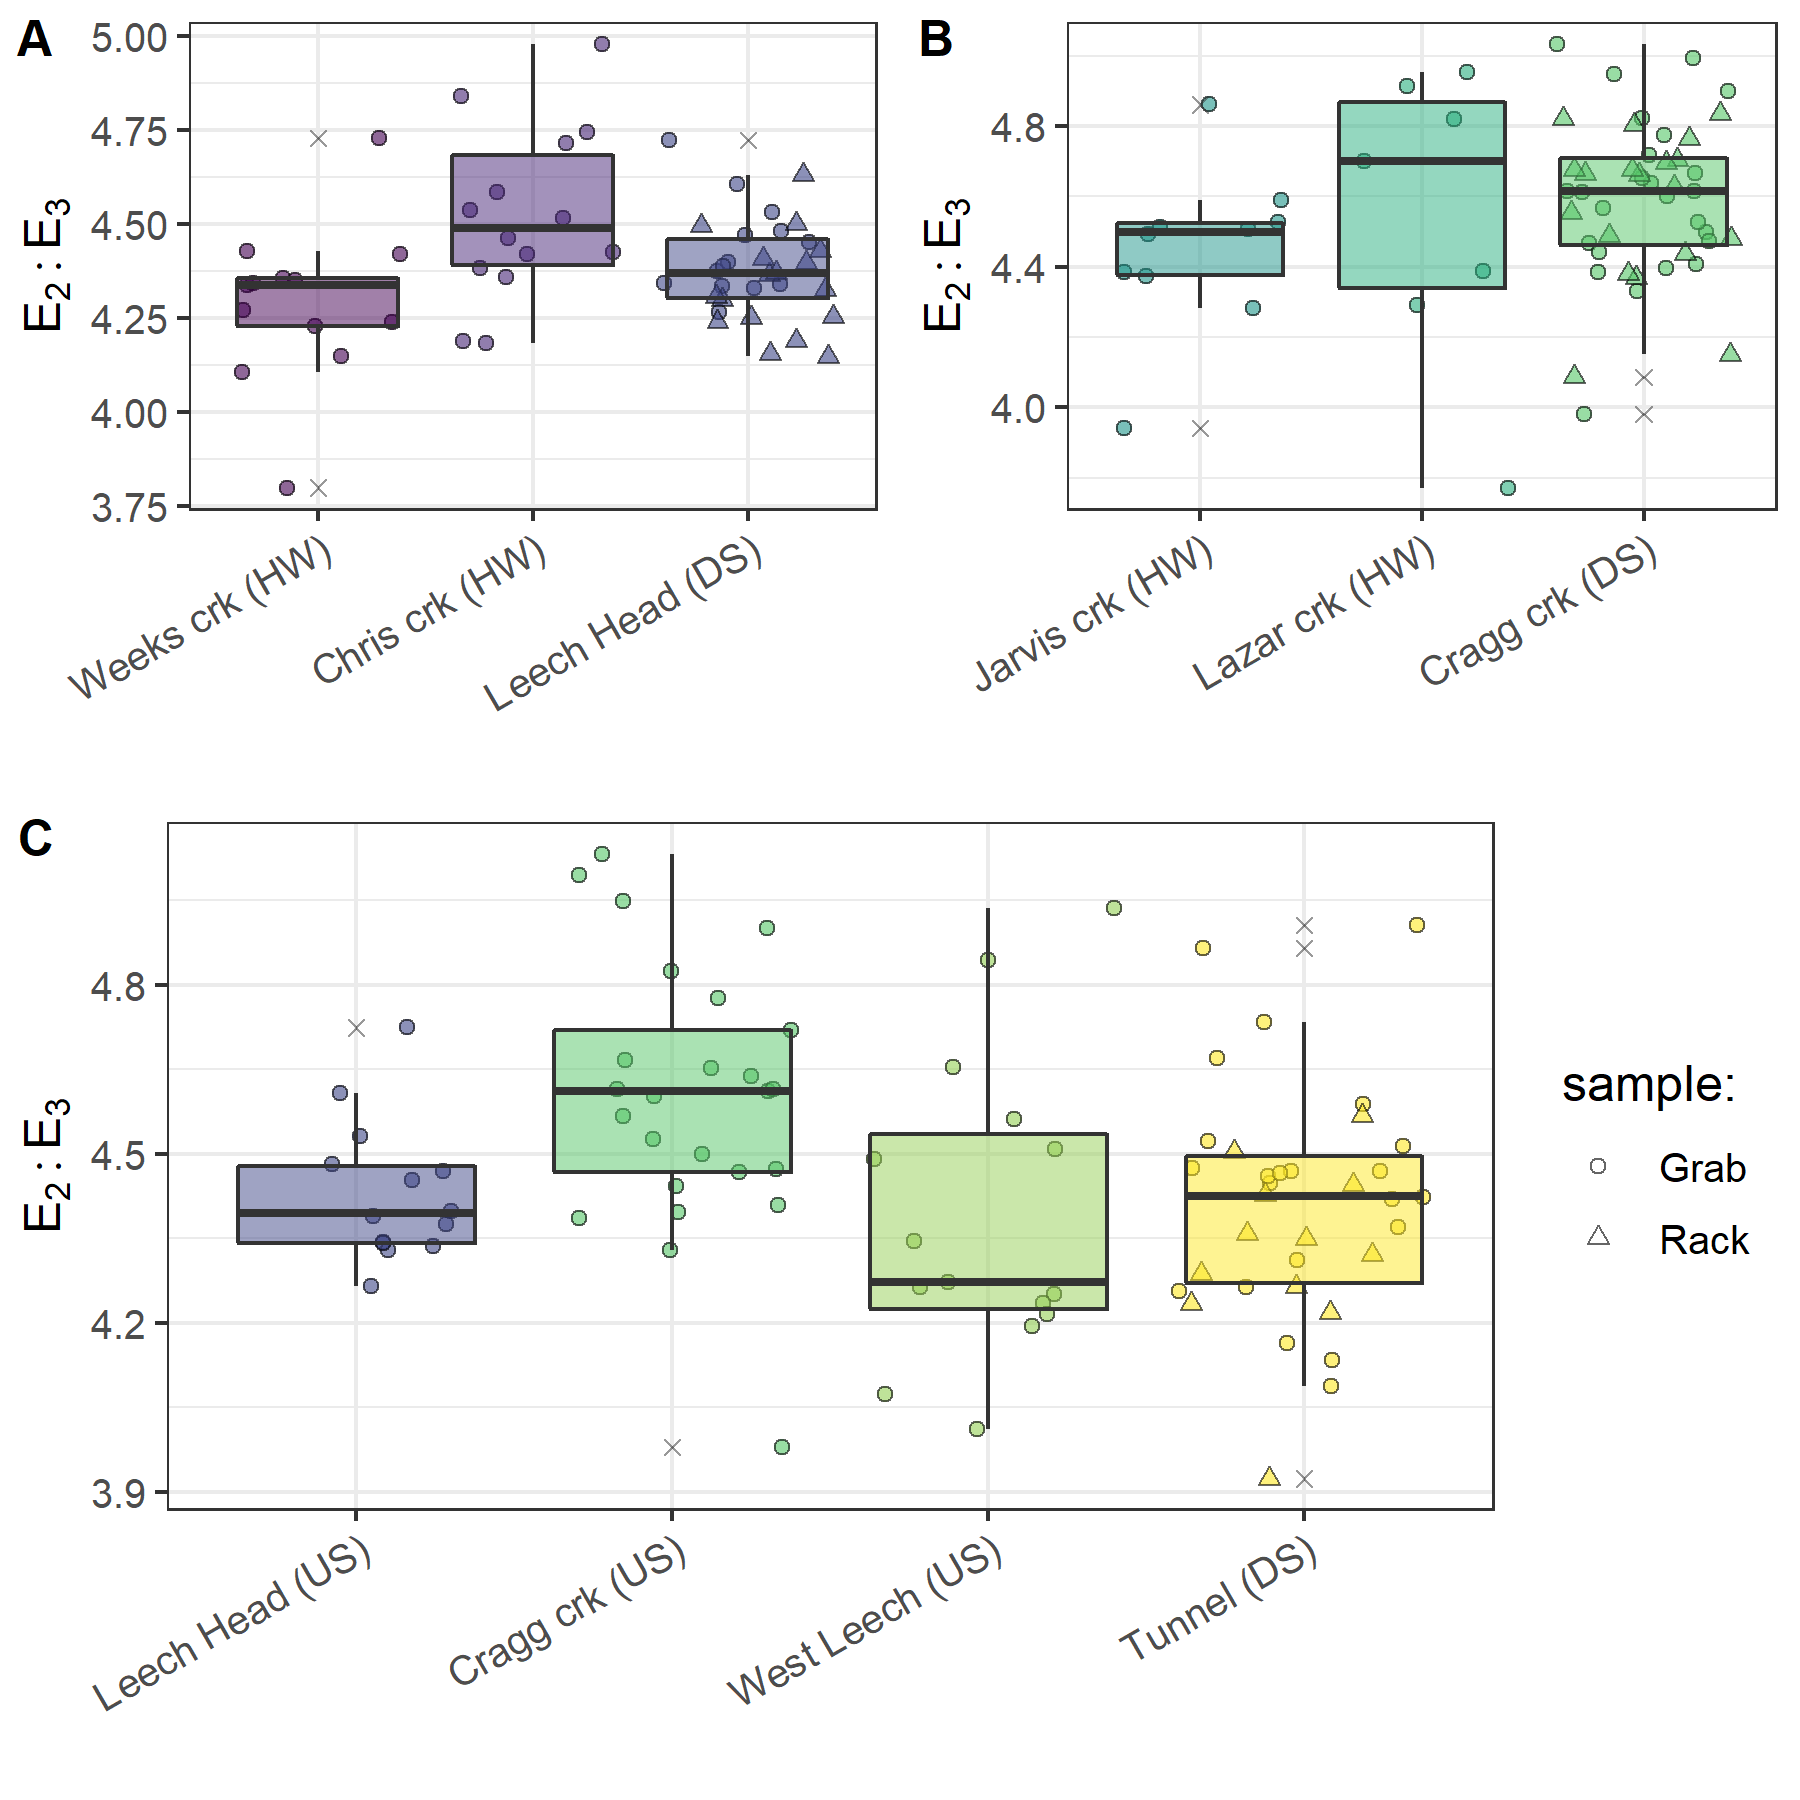 A
5.00
4.75
4.50
4.25
4.00
3.75
E₂ : E₃
Weeks crk (HW)
Chris crk (HW)
Leech Head (DS)
B
4.8
4.4
4.0
E₂ : E₃
Jarvis crk (HW)
Lazar crk (HW)
Cragg crk (DS)
C
4.8
4.5
4.2
3.9
E₂ : E₃
Leech Head (US)
Cragg crk (US)
West Leech (US)
Tunnel (DS)
sample:
Grab
Rack